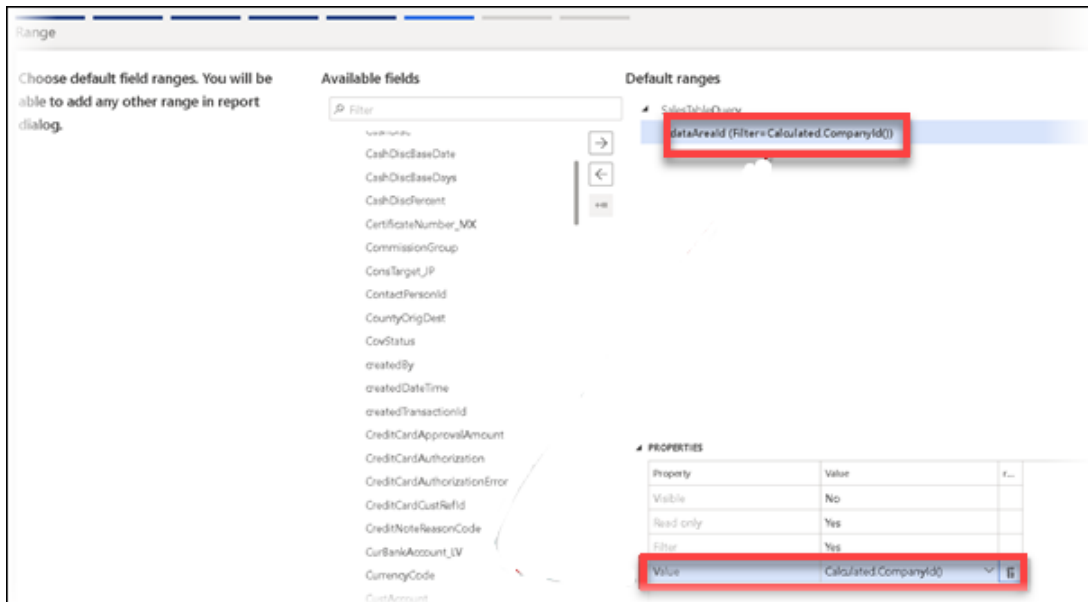 Range
Choose default field ranges. You will be
able to add any other range in report
dialog.
Available fields
Filter
CashDiscBaseDate
CashDiscBaseDays
CashDiscPercent
CertificateNumber_MX
CommissionGroup
ConsTarget_JP
ContactPersonId
CountyOrigDest
CovStatus
createdBy
createdDateTime
createdTransactionId
CreditCardApprovalAmount
CreditCardAuthorization
CreditCardAuthorizationError
CreditCardCustRefId
CreditNoteReasonCode
CurBankAccount_LV
CurrencyCode
CustAccount
Default ranges
SalesTableQuery
dataAreaId (Filter=Calculated.CompanyId())
PROPERTIES
Property Value r...
Visible No
Read only Yes
Filter Yes
Value Calculated.CompanyId()